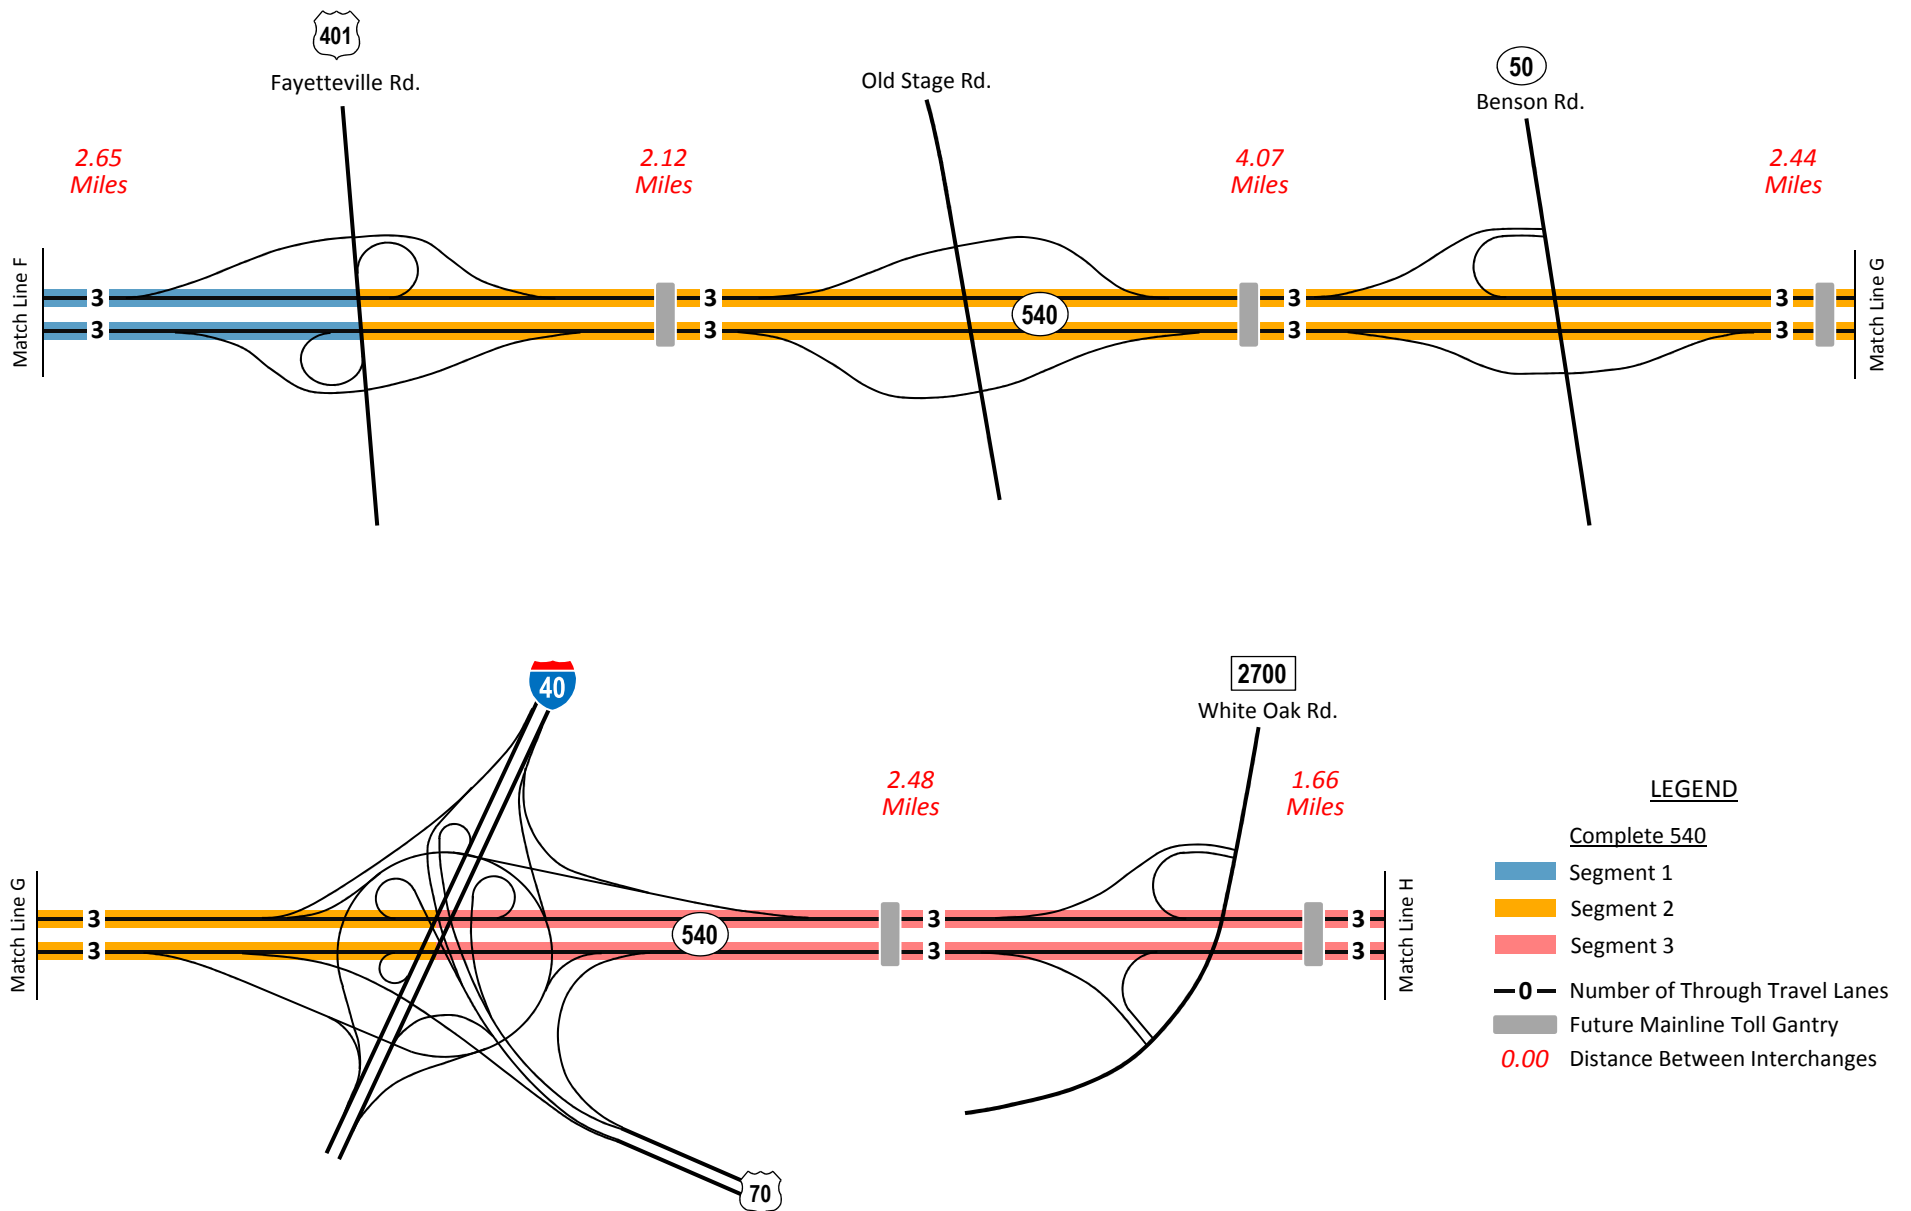 401
Fayetteville Rd.
Old Stage Rd.
50
Benson Rd.
2.65
Miles
2.12
Miles
4.07
Miles
2.44
Miles
Match Line F
3
3
3
3
540
3
3
3
3
Match Line G
3
3
40
2700
White Oak Rd.
2.48
Miles
1.66
Miles
Match Line G
3
3
540
3
3
3
3
Match Line H
70
LEGEND
Complete 540
Segment 1
Segment 2
Segment 3
0 Number of Through Travel Lanes
Future Mainline Toll Gantry
0.00 Distance Between Interchanges